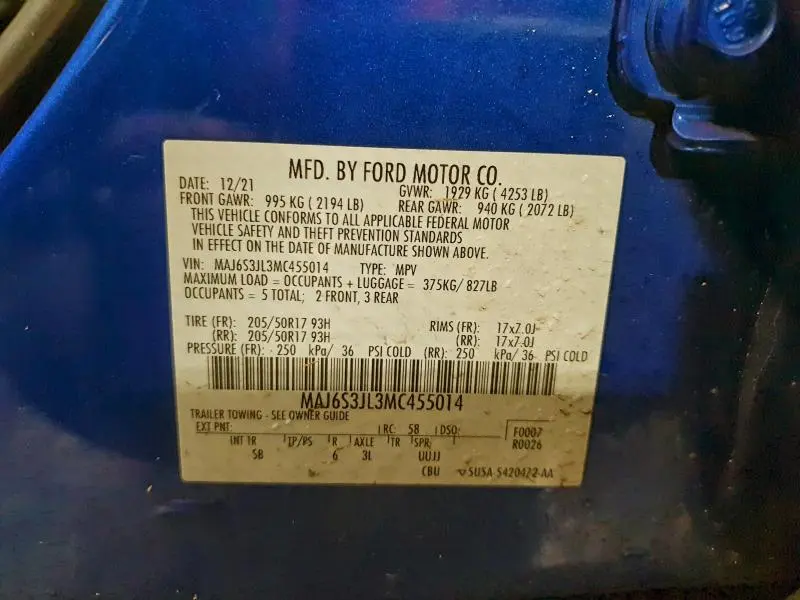 MFD. BY FORD MOTOR CO.
DATE: 12/21 GVWR: 1929 KG ( 4253 LB)
FRONT GAWR: 995 KG ( 2194 LB) REAR GAWR: 940 KG ( 2072 LB)
THIS VEHICLE CONFORMS TO ALL APPLICABLE FEDERAL MOTOR
VEHICLE SAFETY AND THEFT PREVENTION STANDARDS
IN EFFECT ON THE DATE OF MANUFACTURE SHOWN ABOVE.
VIN: MAJ6S3JL3MC455014 TYPE: MPV
MAXIMUM LOAD = OCCUPANTS + LUGGAGE = 375KG/ 827LB
OCCUPANTS = 5 TOTAL; 2 FRONT, 3 REAR
TIRE (FR): 205/50R17 93H RIMS (FR): 17x7.0J
(RR): 205/50R17 93H (RR): 17x7.0J
PRESSURE (FR): 250 kPa/ 36 PSI COLD (RR): 250 kPa/ 36 PSI COLD
MAJ6S3JL3MC455014
TRAILER TOWING - SEE OWNER GUIDE
EXT PNT: RC: 58 DSO: F0007
R0026
INT TR TP/PS R AXLE TR SPR
SB 6 3L UUJJ
CBU SU5A-5420472-AA